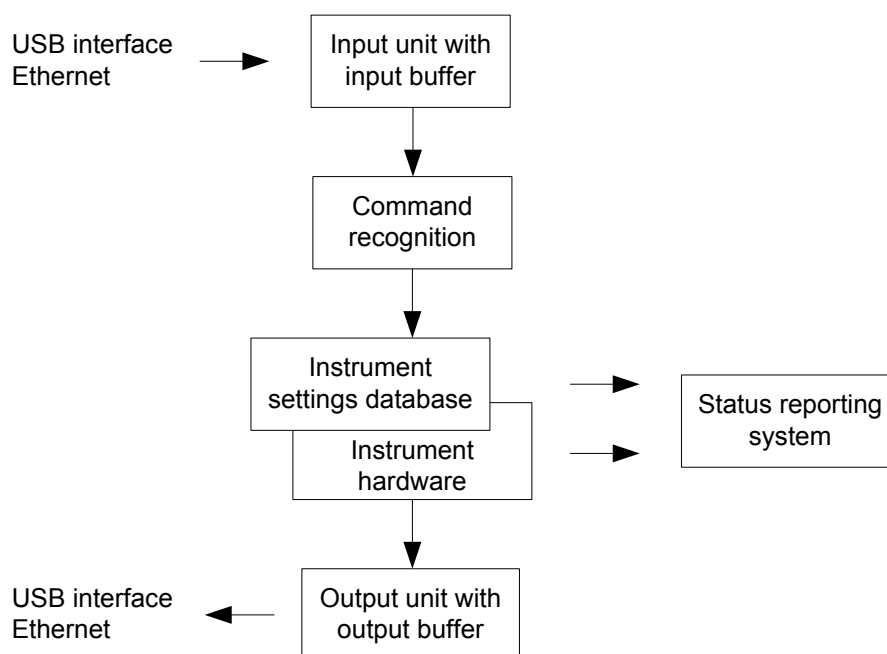 USB interface
Ethernet
Input unit with
input buffer
Command
recognition
Instrument
settings database
Instrument
hardware
Status reporting
system
USB interface
Ethernet
Output unit with
output buffer